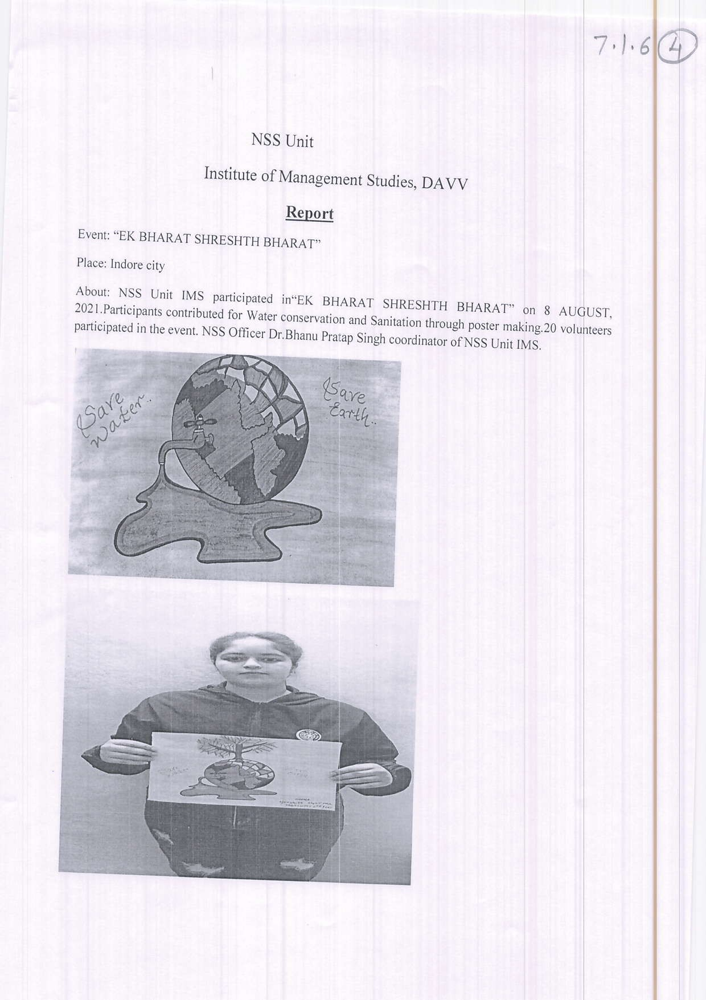 7.1.6 4
NSS Unit
Institute of Management Studies, DAVV
Report
Event: “EK BHARAT SHRESHTH BHARAT”
Place: Indore city
About: NSS Unit IMS participated in“EK BHARAT SHRESHTH BHARAT” on 8 AUGUST,
2021.Participants contributed for Water conservation and Sanitation through poster making.20 volunteers
participated in the event. NSS Officer Dr.Bhanu Pratap Singh coordinator of NSS Unit IMS.
Save
Water..
Save
Earth..